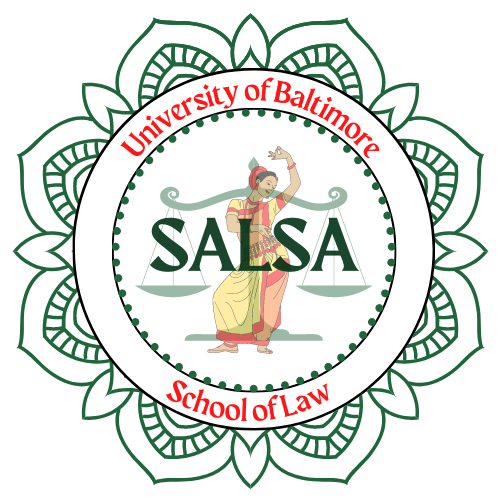 University of Baltimore
SALSA
School of Law